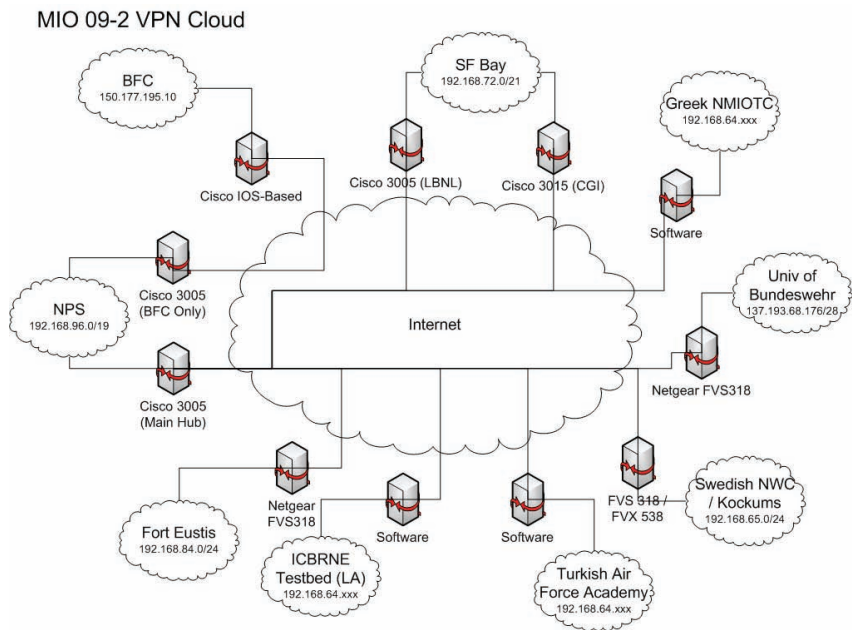 MIO 09-2 VPN Cloud
BFC
150.177.195.10
SF Bay
192.168.72.0/21
Greek NMIOTC
192.168.64.xxx
Cisco IOS-Based
Cisco 3005 (LBNL)
Cisco 3015 (CGI)
Software
NPS
192.168.96.0/19
Cisco 3005
(BFC Only)
Internet
Univ of
Bundeswehr
137.193.68.176/28
Cisco 3005
(Main Hub)
Netgear FVS318
Fort Eustis
192.168.84.0/24
Netgear
FVS318
Software
Software
FVS 318 /
FVX 538
Swedish NWC
/ Kockums
192.168.65.0/24
ICBRNE
Testbed (LA)
192.168.64.xxx
Turkish Air
Force Academy
192.168.64.xxx